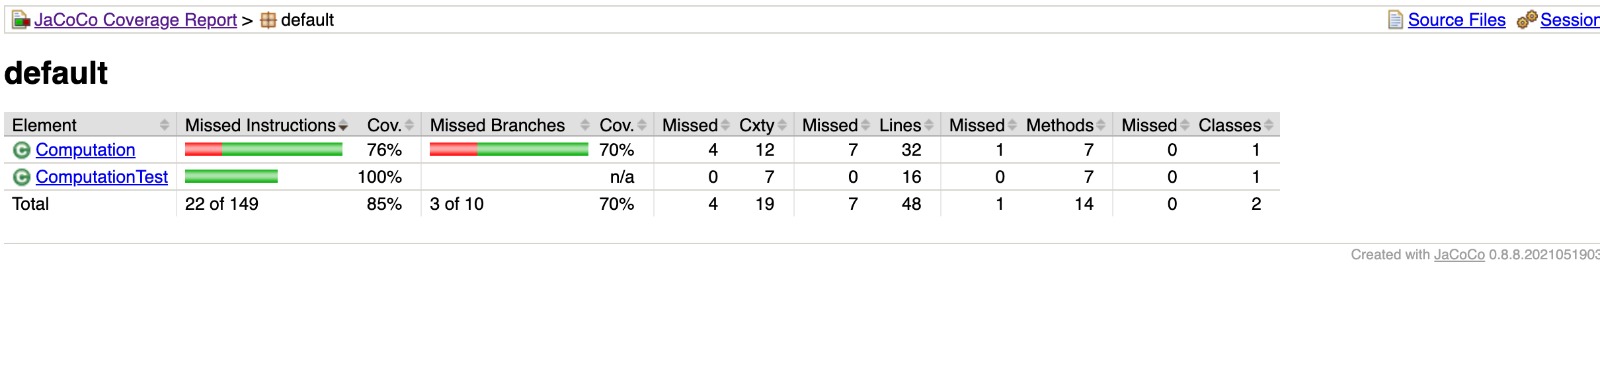 JaCoCo Coverage Report > default Source Files Session
default
Element Missed Instructions Cov. Missed Branches Cov. Missed Cxty Missed Lines Missed Methods Missed Classes
Computation 76% 70% 4 12 7 32 1 7 0 1
ComputationTest 100% n/a 0 7 0 16 0 7 0 1
Total 22 of 149 85% 3 of 10 70% 4 19 7 48 1 14 0 2
Created with JaCoCo 0.8.8.2021051903